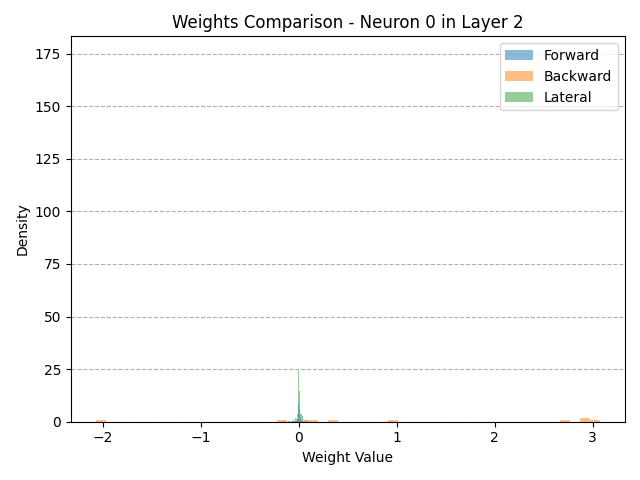 Weights Comparison - Neuron 0 in Layer 2
Forward
Backward
Lateral
175
150
125
100
75
50
25
0
Density
−2
−1
0
1
2
3
Weight Value